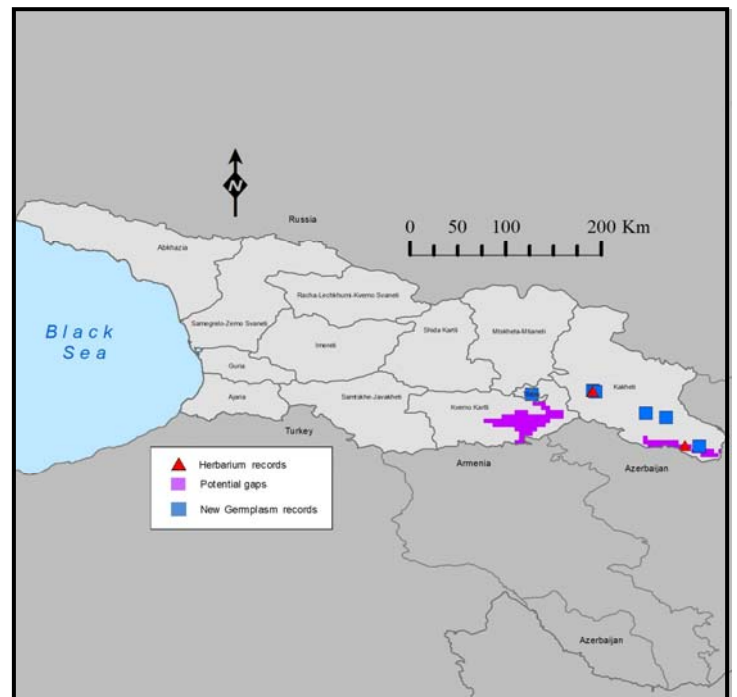 N
Russia
0 50 100 200 Km
Abkhazia
Racha-Lechkhumi-Kvemo Svaneti
Samegrelo-Zemo Svaneti
Shida Kartli
Mtskheta-Mtianeti
Black
Sea
Imereti
Guria
Kakheti
Ajaria
Samtskhe-Javakheti
Kvemo Kartli
Turkey
Armenia
Azerbaijan
Herbarium records
Potential gaps
New Germplasm records
Azerbaijan